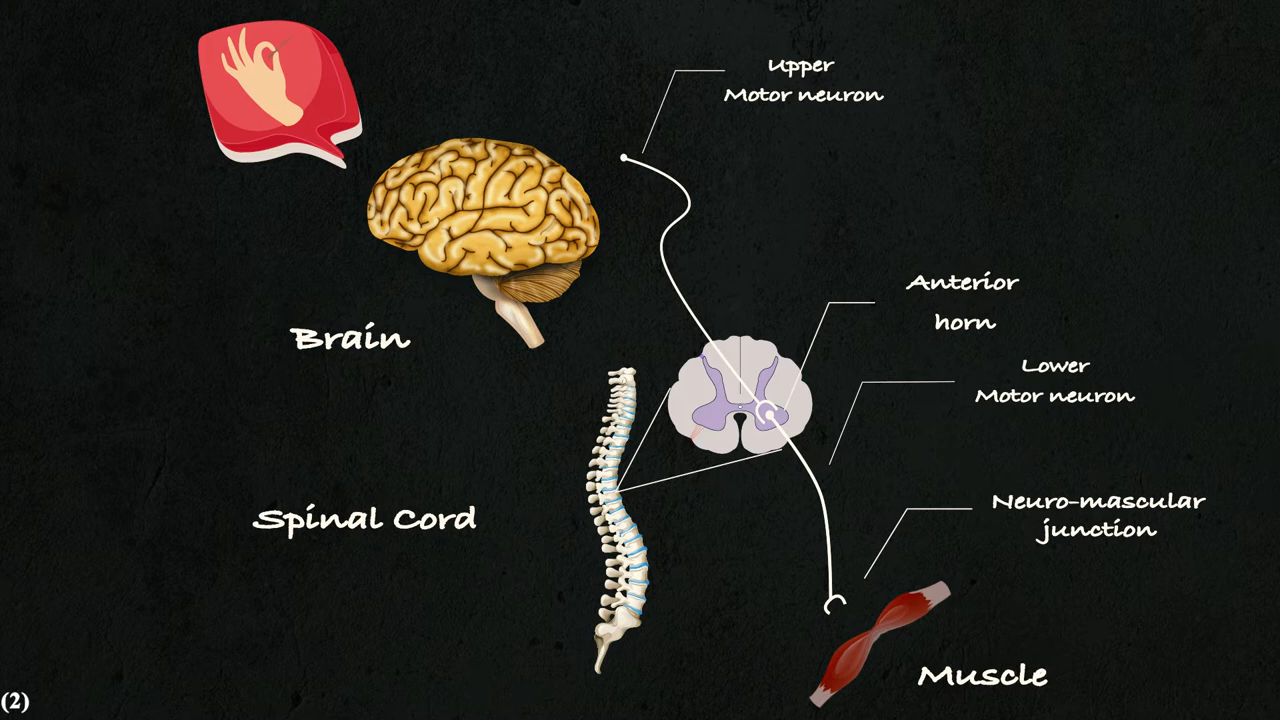 Upper
Motor neuron
Anterior
horn
Brain
Lower
Motor neuron
Spinal Cord
Neuro-mascular
junction
Muscle
(2)